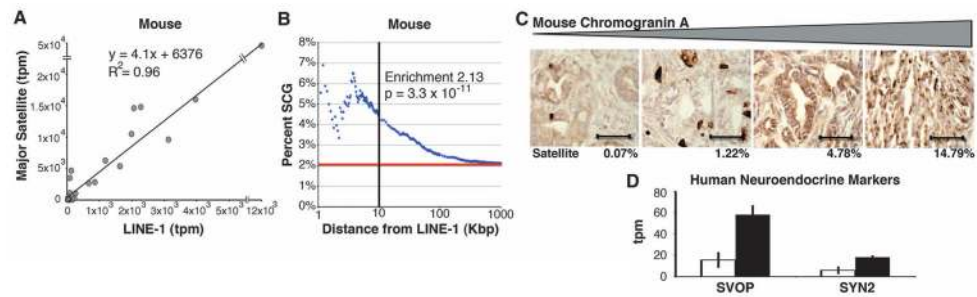 A
Mouse
Major Satellite (tpm)
5x10⁴
2x10⁴
1.5x10⁴
1x10⁴
5x10³
0
y = 4.1x + 6376
R²= 0.96
0 1x10³ 2x10³ 3x10³ 4x10³ 5x10³ 12x10³
LINE-1 (tpm)
B
Mouse
Percent SCG
8%
7%
6%
5%
4%
3%
2%
1%
0%
Enrichment 2.13
p = 3.3 x 10⁻¹¹
1 10 100 1000
Distance from LINE-1 (Kbp)
C
Mouse Chromogranin A
Satellite 0.07% 1.22% 4.78% 14.79%
D
Human Neuroendocrine Markers
tpm
80
60
40
20
0
SVOP SYN2